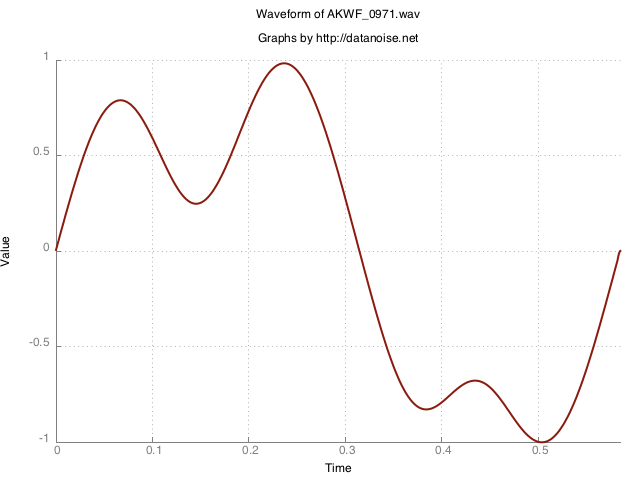 Waveform of AKWF_0971.wav
Graphs by http://datanoise.net
1
0.5
0
-0.5
-1
Value
0 0.1 0.2 0.3 0.4 0.5
Time